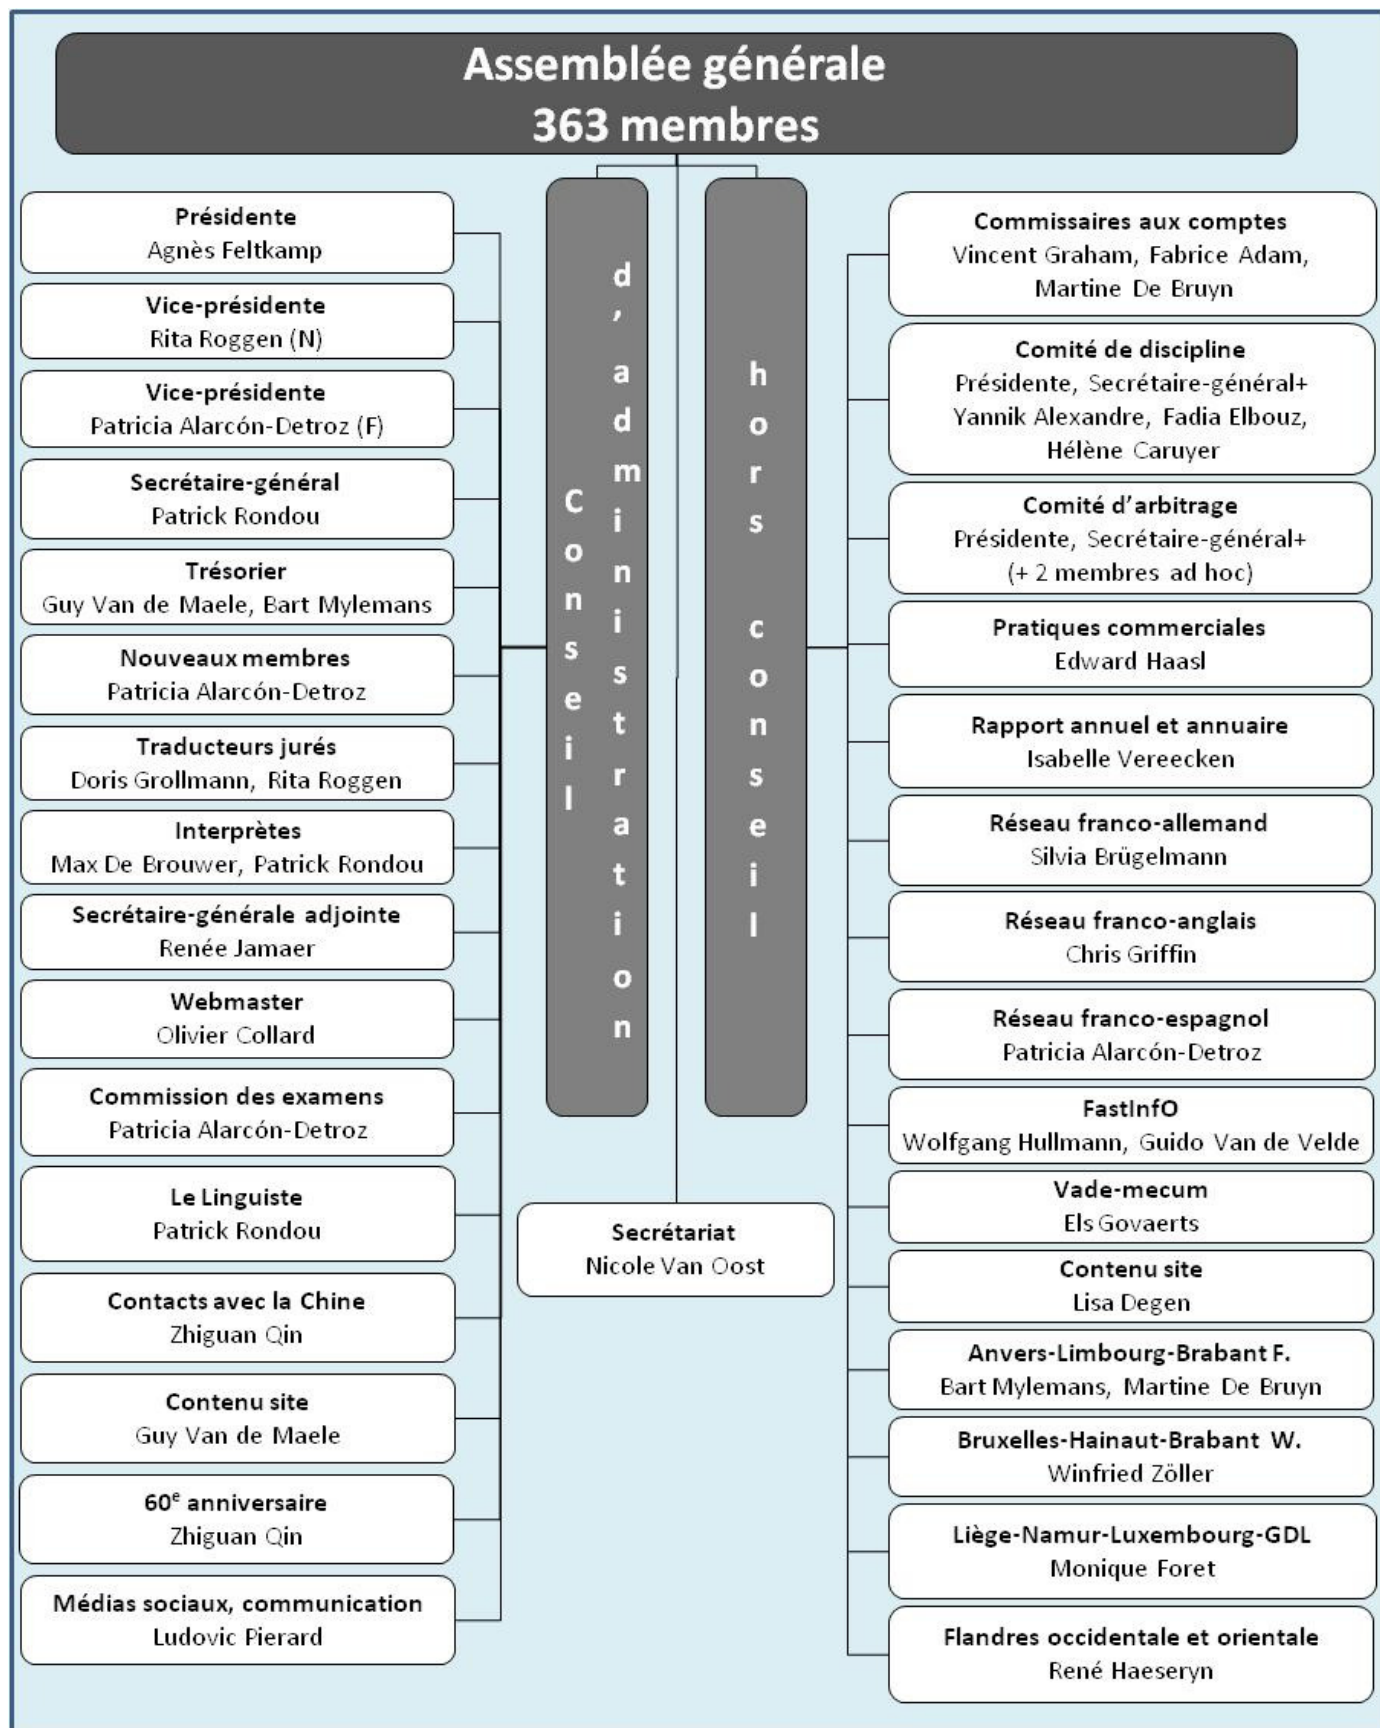 Assemblée générale
363 membres
Présidente
Agnès Feltkamp
Vice-présidente
Rita Roggen (N)
Vice-présidente
Patricia Alarcón-Detroz (F)
Secrétaire-général
Patrick Rondou
Trésorier
Guy Van de Maele, Bart Mylemans
Nouveaux membres
Patricia Alarcón-Detroz
Traducteurs jurés
Doris Grollmann, Rita Roggen
Interprètes
Max De Brouwer, Patrick Rondou
Secrétaire-générale adjointe
Renée Jamaer
Webmaster
Olivier Collard
Commission des examens
Patricia Alarcón-Detroz
Le Linguiste
Patrick Rondou
Contacts avec la Chine
Zhiguan Qin
Contenu site
Guy Van de Maele
60e anniversaire
Zhiguan Qin
Médias sociaux, communication
Ludovic Pierard
Conseil
d’administration
hors conseil
Secrétariat
Nicole Van Oost
Commissaires aux comptes
Vincent Graham, Fabrice Adam,
Martine De Bruyn
Comité de discipline
Présidente, Secrétaire-général+
Yannik Alexandre, Fadia Elbouz,
Hélène Caruyer
Comité d’arbitrage
Présidente, Secrétaire-général+
(+ 2 membres ad hoc)
Pratiques commerciales
Edward Haasl
Rapport annuel et annuaire
Isabelle Vereecken
Réseau franco-allemand
Silvia Brügelmann
Réseau franco-anglais
Chris Griffin
Réseau franco-espagnol
Patricia Alarcón-Detroz
FastInfO
Wolfgang Hullmann, Guido Van de Velde
Vade-mecum
Els Govaerts
Contenu site
Lisa Degen
Anvers-Limbourg-Brabant F.
Bart Mylemans, Martine De Bruyn
Bruxelles-Hainaut-Brabant W.
Winfried Zöller
Liège-Namur-Luxembourg-GDL
Monique Foret
Flandres occidentale et orientale
René Haeseryn